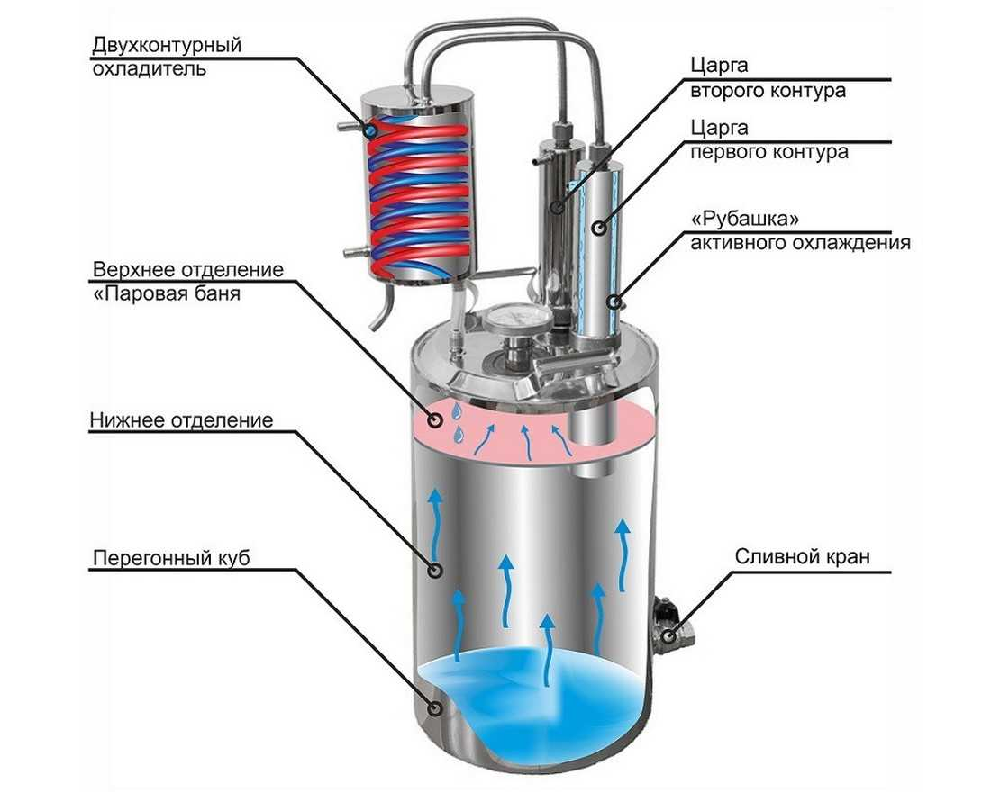 Двухконтурный
охладитель
Царга
второго контура
Царга
первого контура
«Рубашка»
активного охлаждения
Верхнее отделение
«Паровая баня
Нижнее отделение
Перегонный куб
Сливной кран